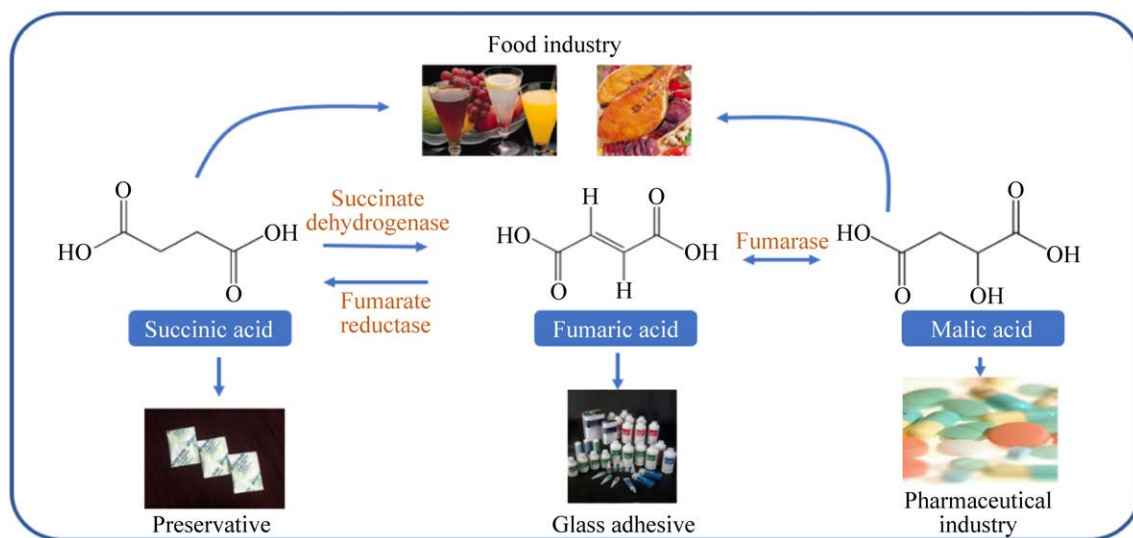 Food industry
O
HO
OH
O
Succinate
dehydrogenase
Fumarate
reductase
H
O
HO
OH
O
H
Fumarase
O
HO
O
OH
OH
Succinic acid
Fumaric acid
Malic acid
Preservative
Glass adhesive
Pharmaceutical
industry